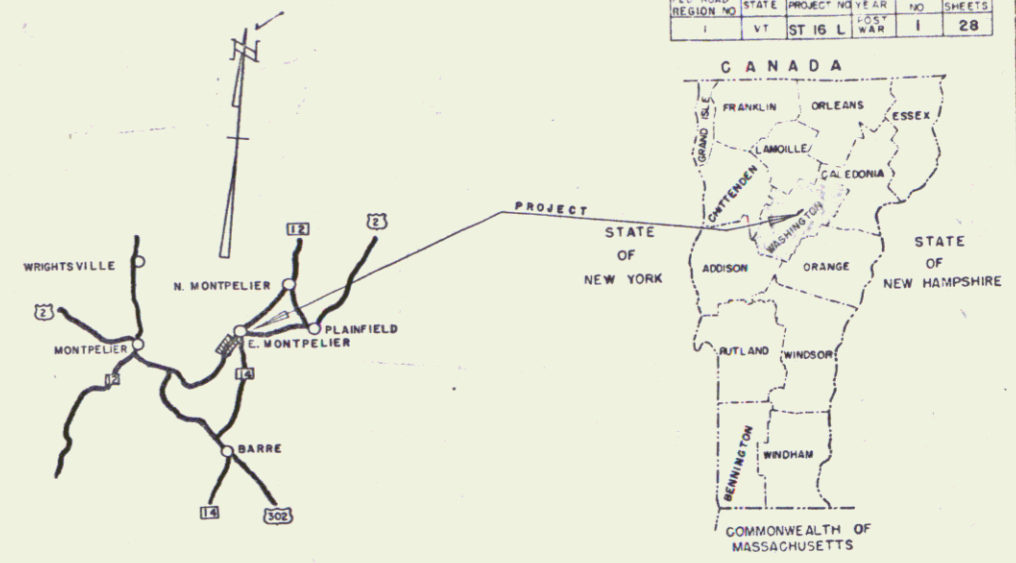 REGION NO STATE PROJECT NO YEAR NO SHEETS
1 VT ST 16 L POST WAR 1 28
N
CANADA
GRAND ISLE
FRANKLIN
ORLEANS
ESSEX
LAMOILLE
CALEDONIA
CHITTENDEN
WASHINGTON
PROJECT
STATE
OF
NEW YORK
STATE
OF
NEW HAMPSHIRE
ADDISON
ORANGE
RUTLAND
WINDSOR
BENNINGTON
WINDHAM
COMMONWEALTH OF
MASSACHUSETTS
12
2
WRIGHTSVILLE
N. MONTPELIER
2
PLAINFIELD
E. MONTPELIER
MONTPELIER
12
14
BARRE
14
302